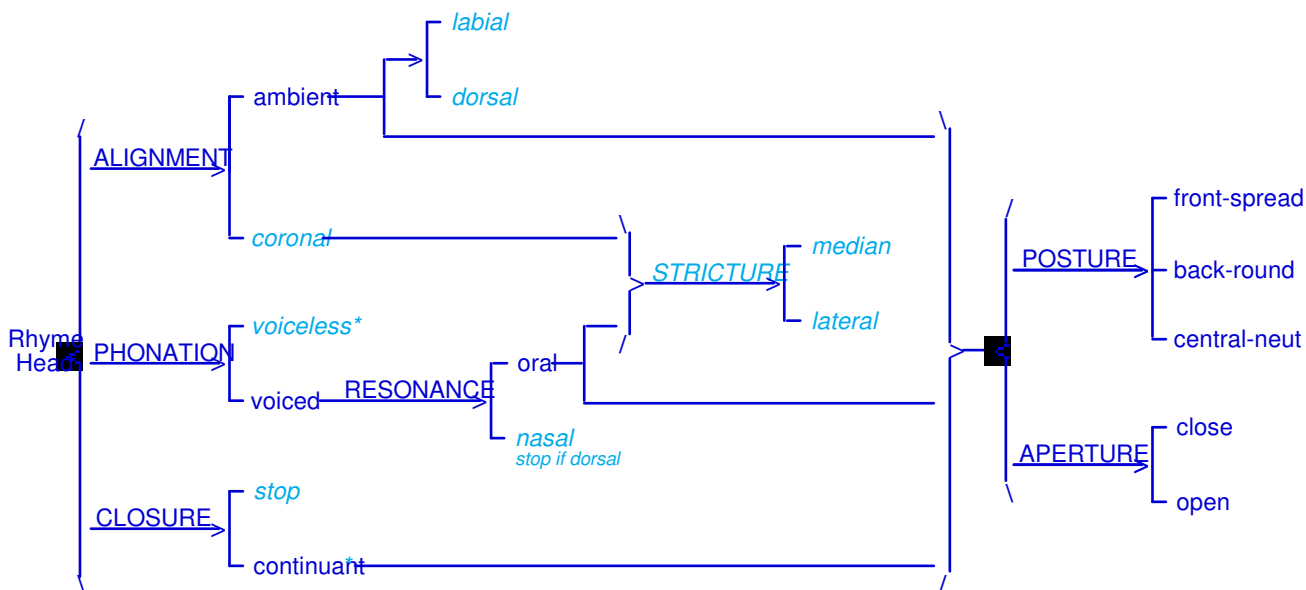 labial
ambient
dorsal
ALIGNMENT
coronal
STRICTURE
median
lateral
front-spread
POSTURE
back-round
central-neut
Rhyme
Head
PHONATION
voiceless*
voiced
RESONANCE
oral
nasal
stop if dorsal
close
APERTURE
open
stop
CLOSURE
continuant*